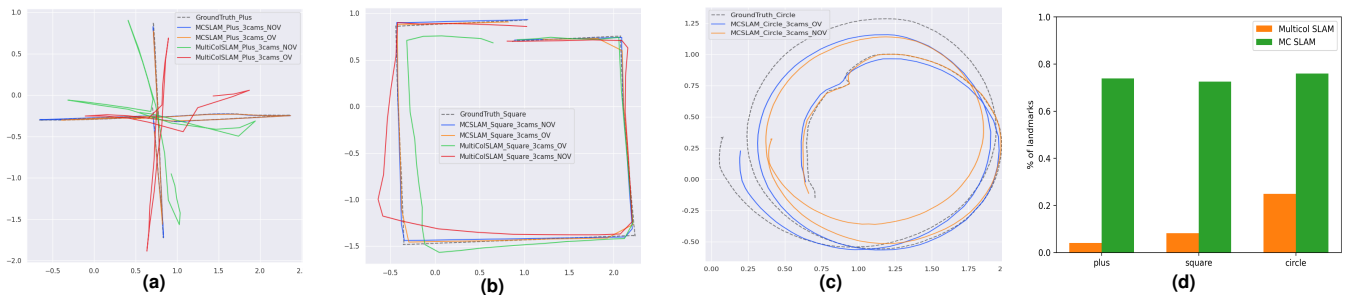 GroundTruth_Plus
MCSLAM_Plus_3cams_NOV
MCSLAM_Plus_3cams_OV
MultiColSLAM_Plus_3cams_NOV
MultiColSLAM_Plus_3cams_OV
1.0
0.5
0.0
−0.5
−1.0
−1.5
−2.0
−0.5 0.0 0.5 1.0 1.5 2.0 2.
(a)
GroundTruth_Square
MCSLAM_Square_3cams_NOV
MCSLAM_Square_3cams_OV
MultiColSLAM_Square_3cams_OV
MultiColSLAM_Square_3cams_NOV
1.0
0.5
0.0
−0.5
−1.0
−1.5
−0.5 0.0 0.5 1.0 1.5 2.0
(b)
GroundTruth_Circle
MCSLAM_Circle_3cams_OV
MCSLAM_Circle_3cams_NOV
1.25
1.00
0.75
0.50
0.25
0.00
−0.25
−0.50
0.00 0.25 0.50 0.75 1.00 1.25 1.50 1.75 2.
(c)
Multicol SLAM
MC SLAM
% of landmarks
1.0
0.8
0.6
0.4
0.2
0.0
plus square circle
(d)